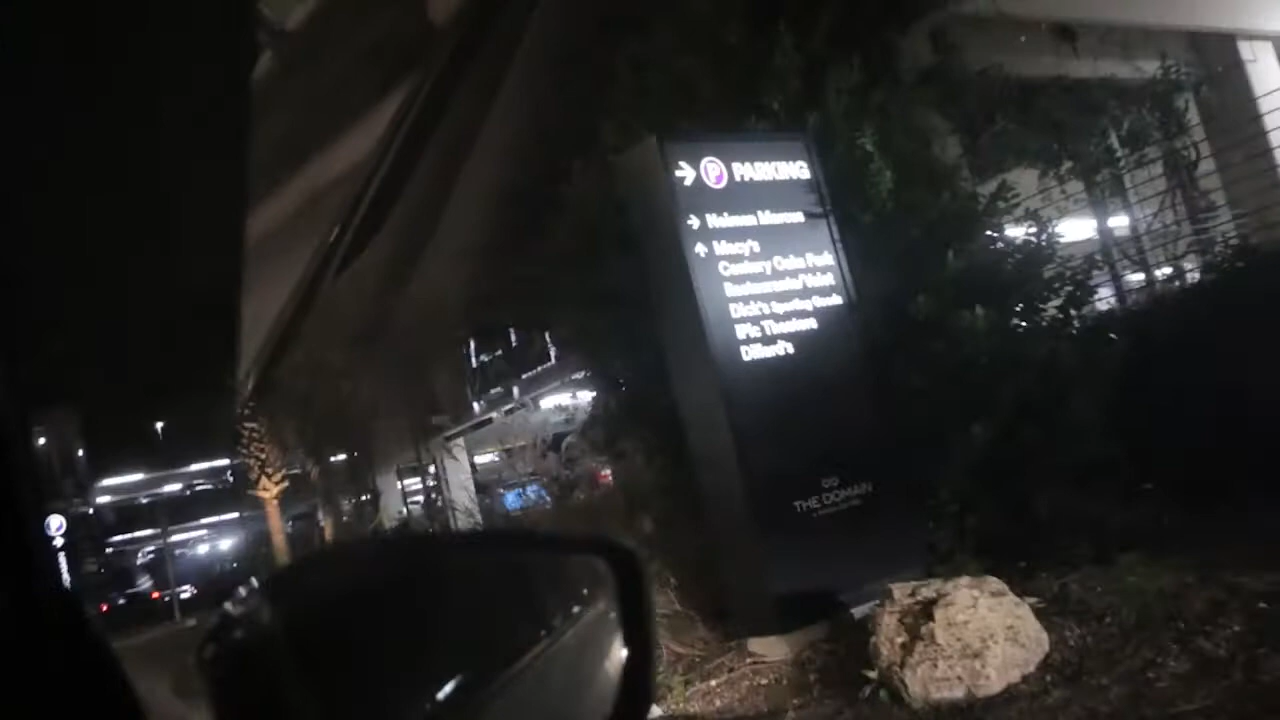 → P PARKING
→ Neiman Marcus
↑ Macy's
Century Oaks Park
Restaurants/Valet
Dick's Sporting Goods
iPic Theaters
Dillard's
THE DOMAIN
P